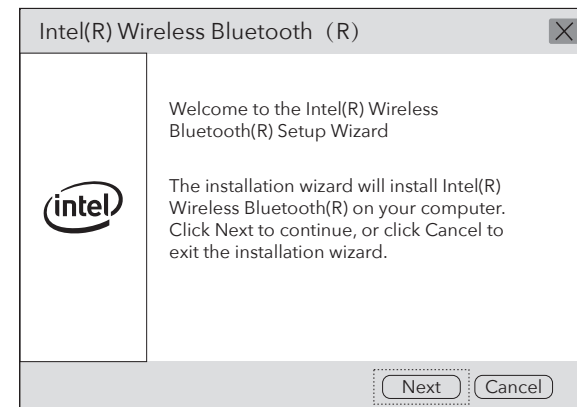 Intel(R) Wireless Bluetooth（R）
Welcome to the Intel(R) Wireless
Bluetooth(R) Setup Wizard
The installation wizard will install Intel(R)
Wireless Bluetooth(R) on your computer.
Click Next to continue, or click Cancel to
exit the installation wizard.
intel
Next Cancel